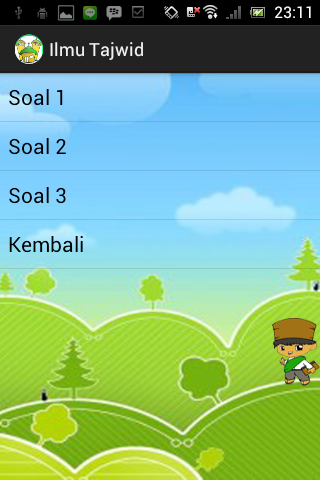 23:11
Ilmu Tajwid
Soal 1
Soal 2
Soal 3
Kembali